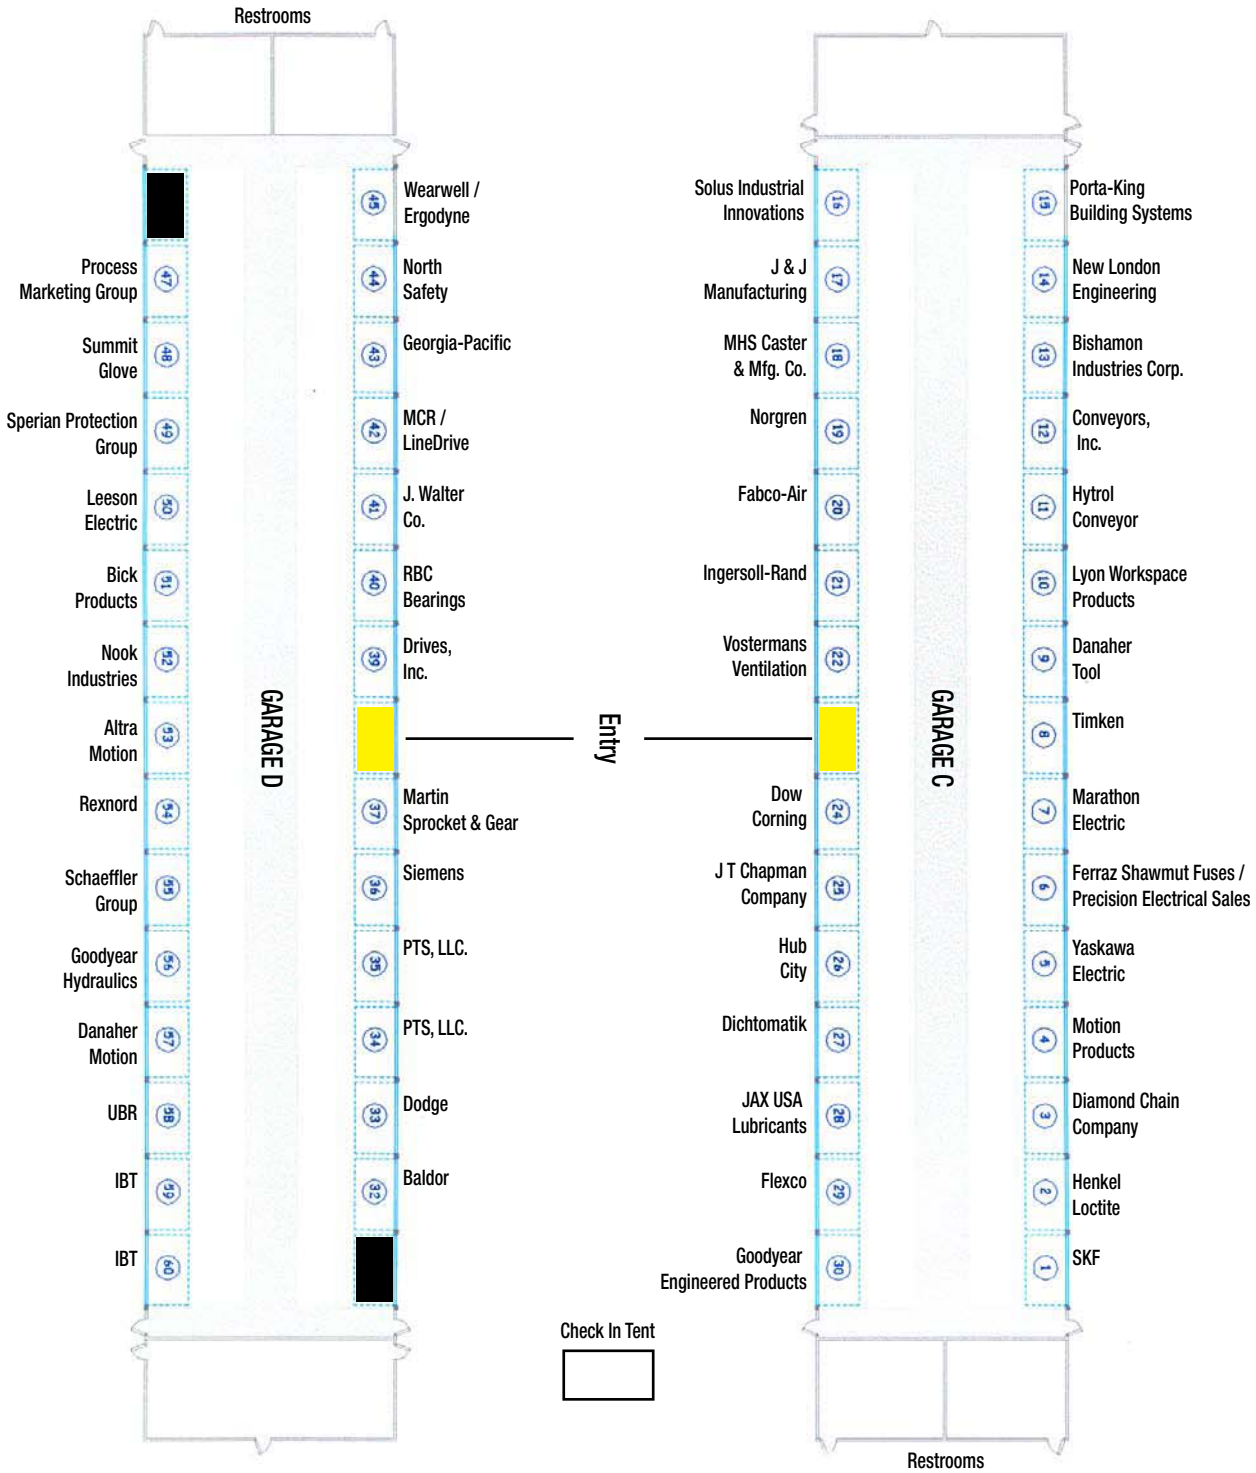 Restrooms
Wearwell /
Ergodyne
45
Process
Marketing Group
47
North
Safety
44
Summit
Glove
48
Georgia-Pacific
43
Sperian Protection
Group
49
MCR /
LineDrive
42
Leeson
Electric
50
J. Walter
Co.
41
Bick
Products
51
RBC
Bearings
40
Nook
Industries
52
Drives,
Inc.
39
Altra
Motion
53
Rexnord
54
Martin
Sprocket & Gear
37
Schaeffler
Group
55
Siemens
36
Goodyear
Hydraulics
56
PTS, LLC.
35
Danaher
Motion
57
PTS, LLC.
34
UBR
58
Dodge
33
IBT
59
Baldor
32
IBT
60
GARAGE D
Entry
Check In Tent
Solus Industrial
Innovations
16
Porta-King
Building Systems
15
J & J
Manufacturing
17
New London
Engineering
14
MHS Caster
& Mfg. Co.
18
Bishamon
Industries Corp.
13
Norgren
19
Conveyors,
Inc.
12
Fabco-Air
20
Hytrol
Conveyor
11
Ingersoll-Rand
21
Lyon Workspace
Products
10
Vostermans
Ventilation
22
Danaher
Tool
9
Timken
8
Dow
Corning
24
Marathon
Electric
7
J T Chapman
Company
25
Ferraz Shawmut Fuses /
Precision Electrical Sales
6
Hub
City
26
Yaskawa
Electric
5
Dichtomatik
27
Motion
Products
4
JAX USA
Lubricants
28
Diamond Chain
Company
3
Flexco
29
Henkel
Loctite
2
Goodyear
Engineered Products
30
SKF
1
GARAGE C
Restrooms